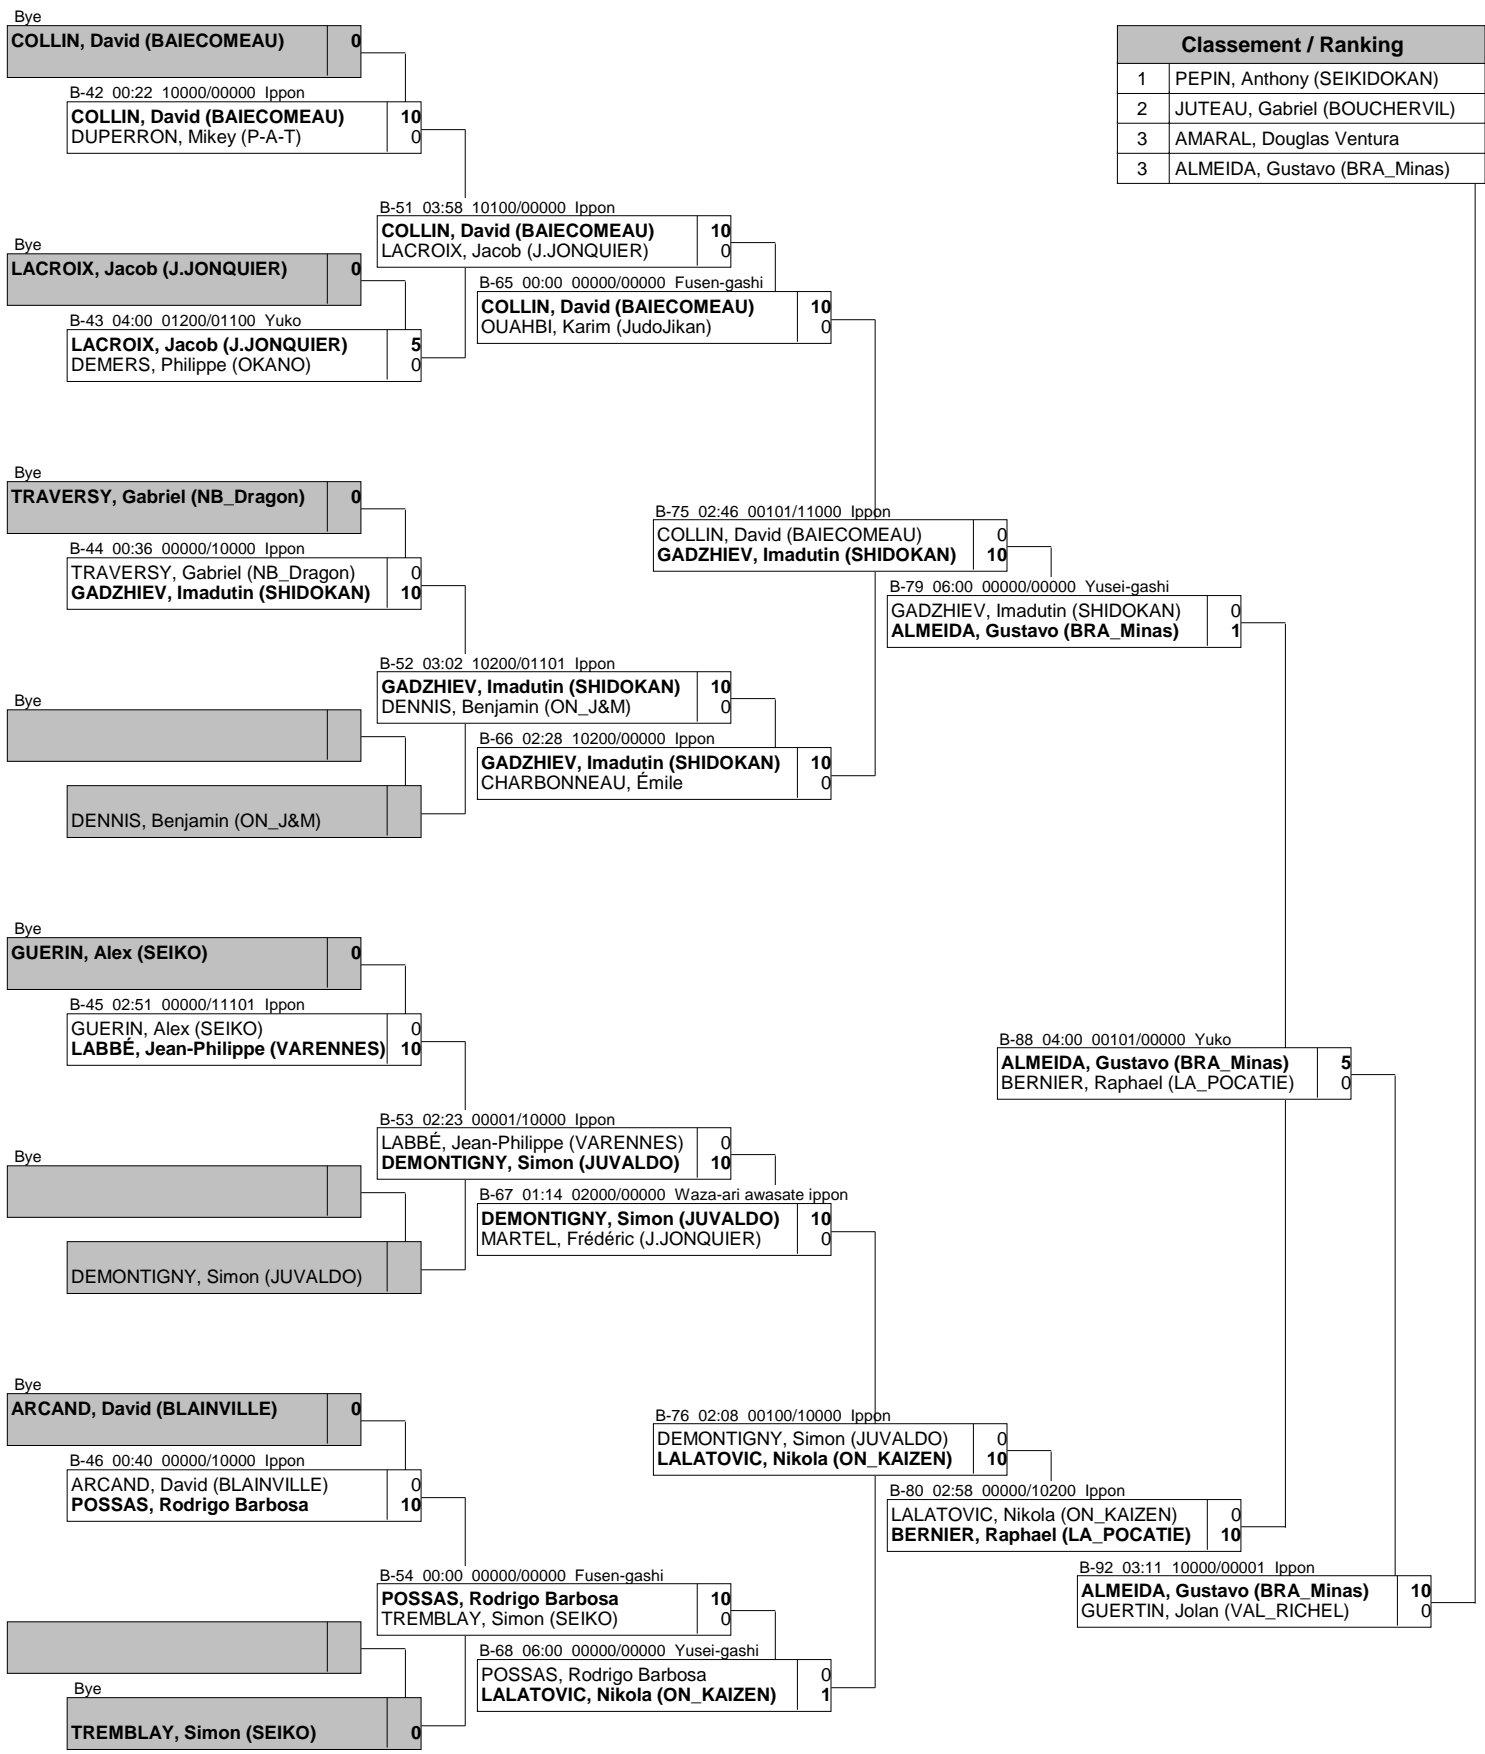 Bye
COLLIN, David (BAIECOMEAU) 0
B-42 00:22 10000/00000 Ippon
COLLIN, David (BAIECOMEAU) 10
DUPERRON, Mikey (P-A-T) 0
Classement / Ranking
1 PEPIN, Anthony (SEIKIDOKAN)
2 JUTEAU, Gabriel (BOUCHERVIL)
3 AMARAL, Douglas Ventura
3 ALMEIDA, Gustavo (BRA_Minas)
B-51 03:58 10100/00000 Ippon
COLLIN, David (BAIECOMEAU) 10
LACROIX, Jacob (J.JONQUIER) 0
Bye
LACROIX, Jacob (J.JONQUIER) 0
B-65 00:00 00000/00000 Fusen-gashi
COLLIN, David (BAIECOMEAU) 10
OUAHBI, Karim (JudoJikan) 0
B-43 04:00 01200/01100 Yuko
LACROIX, Jacob (J.JONQUIER) 5
DEMERS, Philippe (OKANO) 0
Bye
TRAVERSY, Gabriel (NB_Dragon) 0
B-75 02:46 00101/11000 Ippon
COLLIN, David (BAIECOMEAU) 0
GADZHIEV, Imadutin (SHIDOKAN) 10
B-44 00:36 00000/10000 Ippon
TRAVERSY, Gabriel (NB_Dragon) 0
GADZHIEV, Imadutin (SHIDOKAN) 10
B-79 06:00 00000/00000 Yusei-gashi
GADZHIEV, Imadutin (SHIDOKAN) 0
ALMEIDA, Gustavo (BRA_Minas) 1
B-52 03:02 10200/01101 Ippon
GADZHIEV, Imadutin (SHIDOKAN) 10
DENNIS, Benjamin (ON_J&M) 0
Bye
B-66 02:28 10200/00000 Ippon
GADZHIEV, Imadutin (SHIDOKAN) 10
CHARBONNEAU, Émile 0
DENNIS, Benjamin (ON_J&M)
Bye
GUERIN, Alex (SEIKO) 0
B-45 02:51 00000/11101 Ippon
GUERIN, Alex (SEIKO) 0
LABBÉ, Jean-Philippe (VARENNES) 10
B-88 04:00 00101/00000 Yuko
ALMEIDA, Gustavo (BRA_Minas) 5
BERNIER, Raphael (LA_POCATIE) 0
B-53 02:23 00001/10000 Ippon
LABBÉ, Jean-Philippe (VARENNES) 0
DEMONTIGNY, Simon (JUVALDO) 10
Bye
B-67 01:14 02000/00000 Waza-ari awasate ippon
DEMONTIGNY, Simon (JUVALDO) 10
MARTEL, Frédéric (J.JONQUIER) 0
DEMONTIGNY, Simon (JUVALDO)
Bye
ARCAND, David (BLAINVILLE) 0
B-76 02:08 00100/10000 Ippon
DEMONTIGNY, Simon (JUVALDO) 0
LALATOVIC, Nikola (ON_KAIZEN) 10
B-46 00:40 00000/10000 Ippon
ARCAND, David (BLAINVILLE) 0
POSSAS, Rodrigo Barbosa 10
B-80 02:58 00000/10200 Ippon
LALATOVIC, Nikola (ON_KAIZEN) 0
BERNIER, Raphael (LA_POCATIE) 10
B-92 03:11 10000/00001 Ippon
ALMEIDA, Gustavo (BRA_Minas) 10
GUERTIN, Jolan (VAL_RICHEL) 0
B-54 00:00 00000/00000 Fusen-gashi
POSSAS, Rodrigo Barbosa 10
TREMBLAY, Simon (SEIKO) 0
B-68 06:00 00000/00000 Yusei-gashi
POSSAS, Rodrigo Barbosa 0
LALATOVIC, Nikola (ON_KAIZEN) 1
Bye
TREMBLAY, Simon (SEIKO) 0